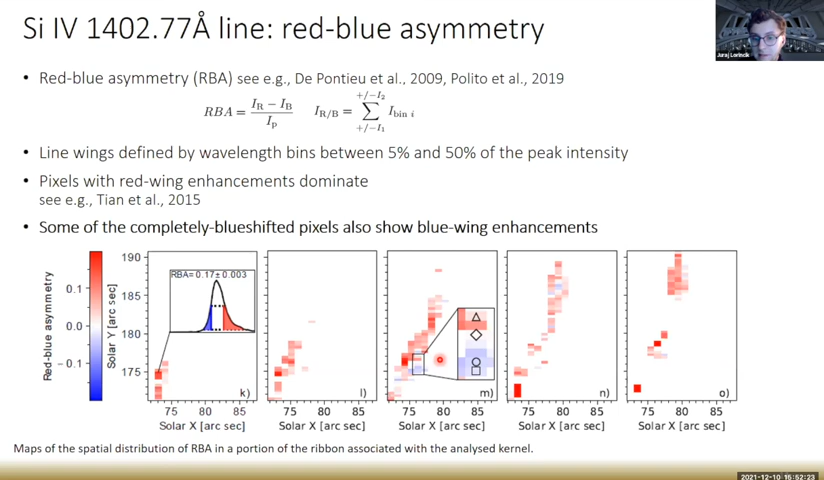 Si IV 1402.77Å line: red-blue asymmetry
Juraj Lorincik
• Red-blue asymmetry (RBA) see e.g., De Pontieu et al., 2009, Polito et al., 2019
RBA = (I_R − I_B) / I_p    I_R/B = ∑_{+/−I_1}^{+/−I_2} I_bin i
• Line wings defined by wavelength bins between 5% and 50% of the peak intensity
• Pixels with red-wing enhancements dominate
see e.g., Tian et al., 2015
• Some of the completely-blueshifted pixels also show blue-wing enhancements
Red-blue asymmetry
0.1
0.0
−0.1
Solar Y [arc sec]
190
185
180
175
RBA=0.17±0.003
k)
l)
m)
n)
o)
75 80 85
75 80 85
75 80 85
75 80 85
75 80 85
Solar X [arc sec]
Solar X [arc sec]
Solar X [arc sec]
Solar X [arc sec]
Solar X [arc sec]
Maps of the spatial distribution of RBA in a portion of the ribbon associated with the analysed kernel.
2021-12-10 16:52:23